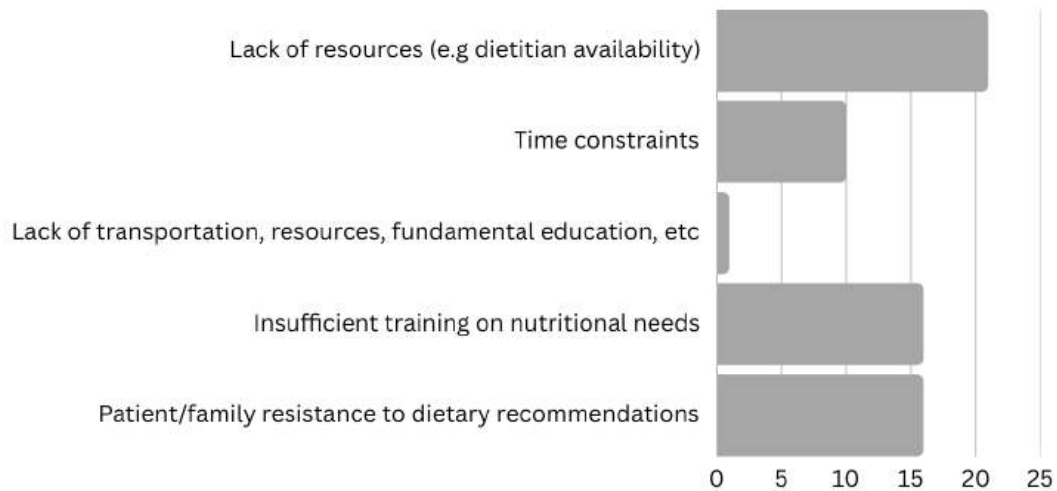 Lack of resources (e.g dietitian availability)
Time constraints
Lack of transportation, resources, fundamental education, etc
Insufficient training on nutritional needs
Patient/family resistance to dietary recommendations
0 5 10 15 20 25